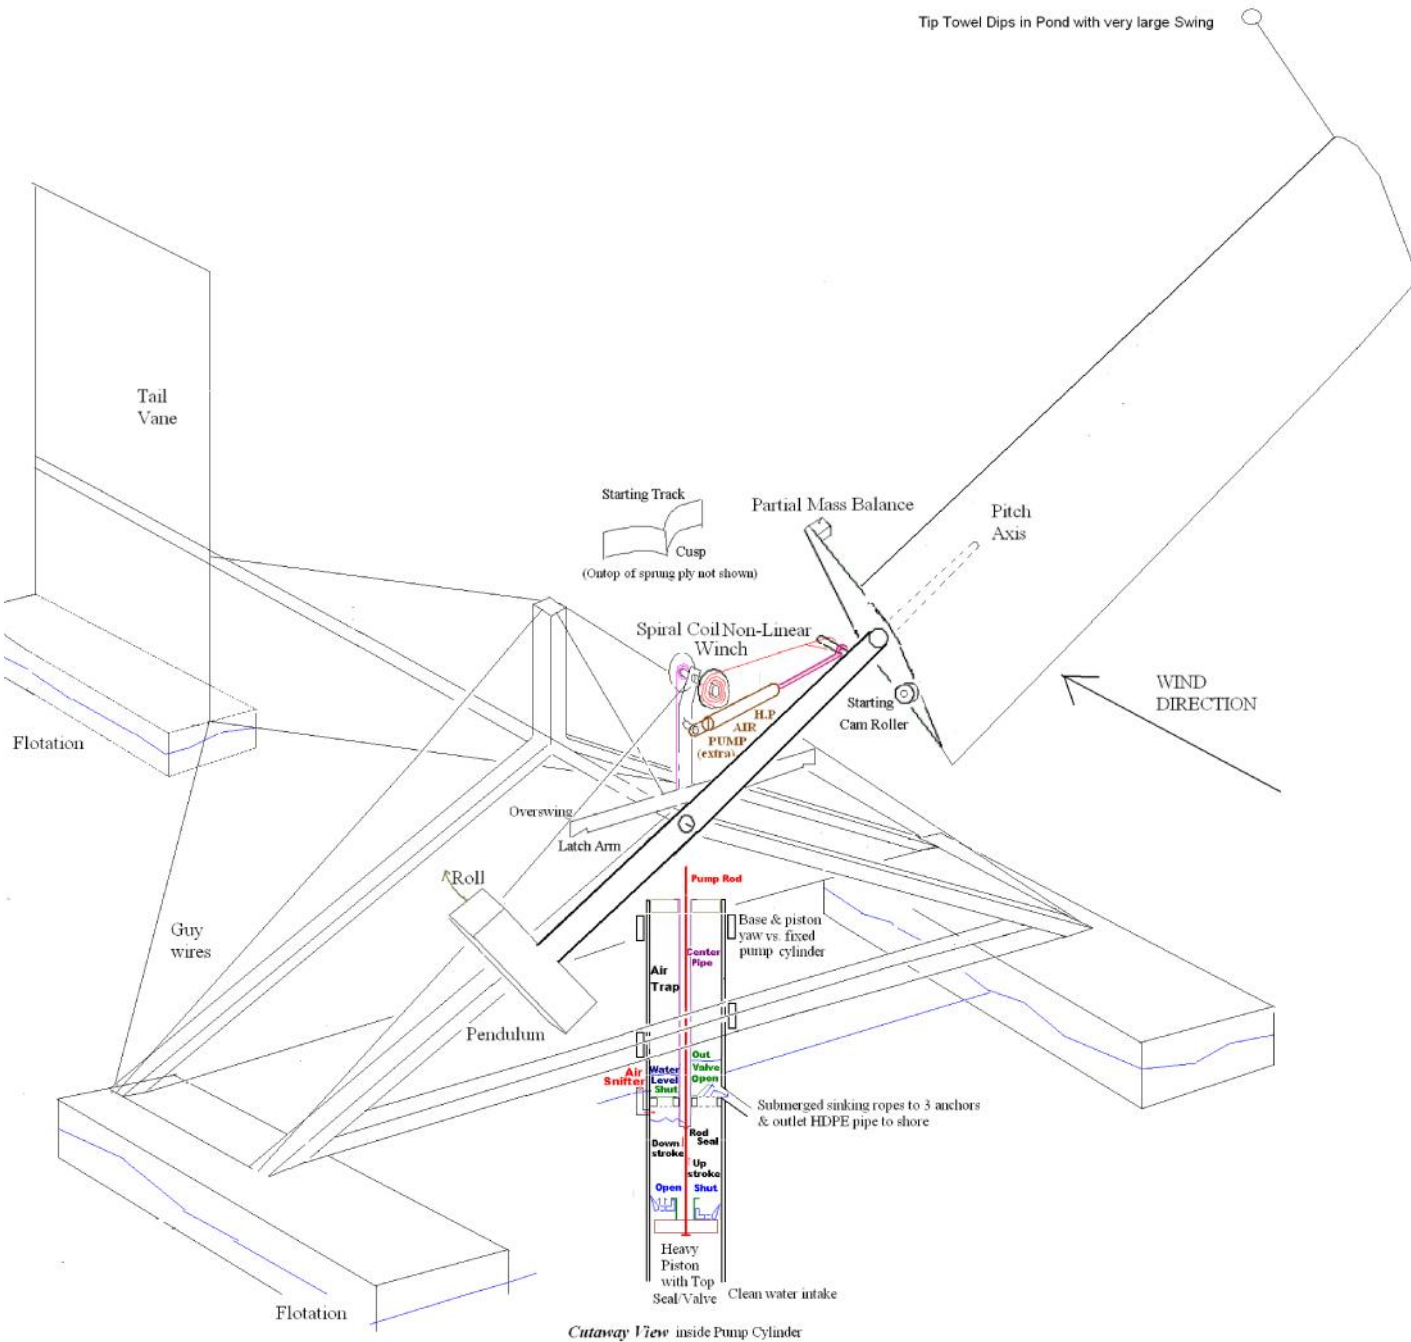 Tip Towel Dips in Pond with very large Swing
Tail
Vane
Starting Track
Cusp
(Ontop of sprung ply not shown)
Partial Mass Balance
Pitch
Axis
Spiral Coil Non-Linear
Winch
WIND
DIRECTION
Starting
Cam Roller
H.P
AIR
PUMP
(extra)
Flotation
Overswing
Latch Arm
Roll
Pump Rod
Guy
wires
Base & piston
yaw vs. fixed
pump cylinder
Center
Pipe
Air
Trap
Pendulum
Out
Valve
Open
Air
Snifter
Water
Level
Shut
Submerged sinking ropes to 3 anchors
& outlet HDPE pipe to shore
Rod
Seal
Down
stroke
Up
stroke
Open
Shut
Heavy
Piston
with Top
Seal/Valve
Clean water intake
Flotation
Cutaway View inside Pump Cylinder